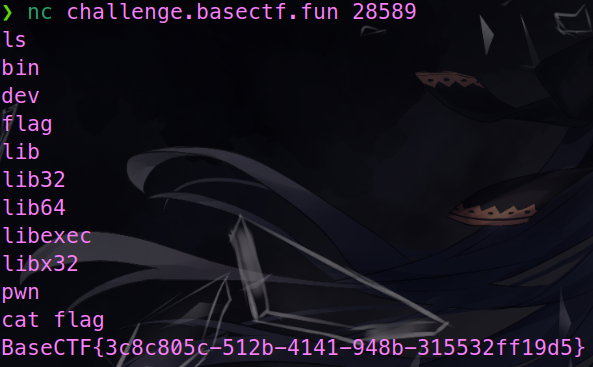 ❯ nc challenge.basectf.fun 28589
ls
bin
dev
flag
lib
lib32
lib64
libexec
libx32
pwn
cat flag
BaseCTF{3c8c805c-512b-4141-948b-315532ff19d5}